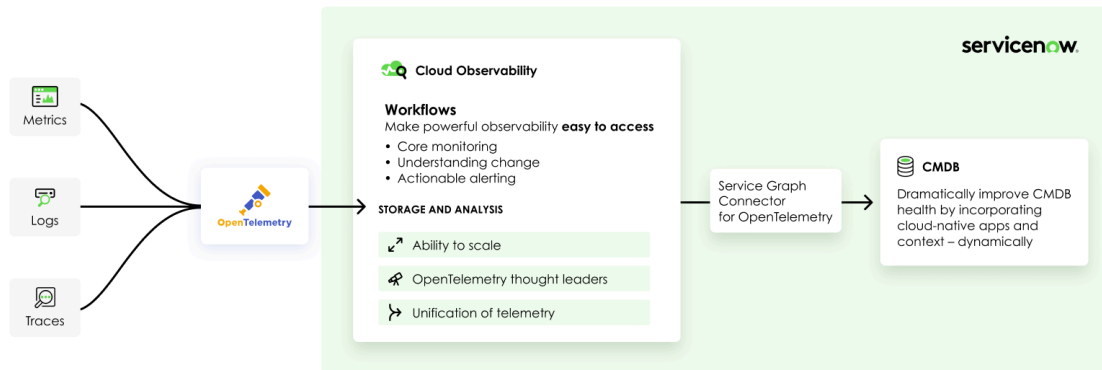 servicenow
Metrics
Logs
Traces
OpenTelemetry
Cloud Observability
Workflows
Make powerful observability easy to access
• Core monitoring
• Understanding change
• Actionable alerting
STORAGE AND ANALYSIS
Ability to scale
OpenTelemetry thought leaders
Unification of telemetry
Service Graph
Connector
for OpenTelemetry
CMDB
Dramatically improve CMDB
health by incorporating
cloud-native apps and
context – dynamically